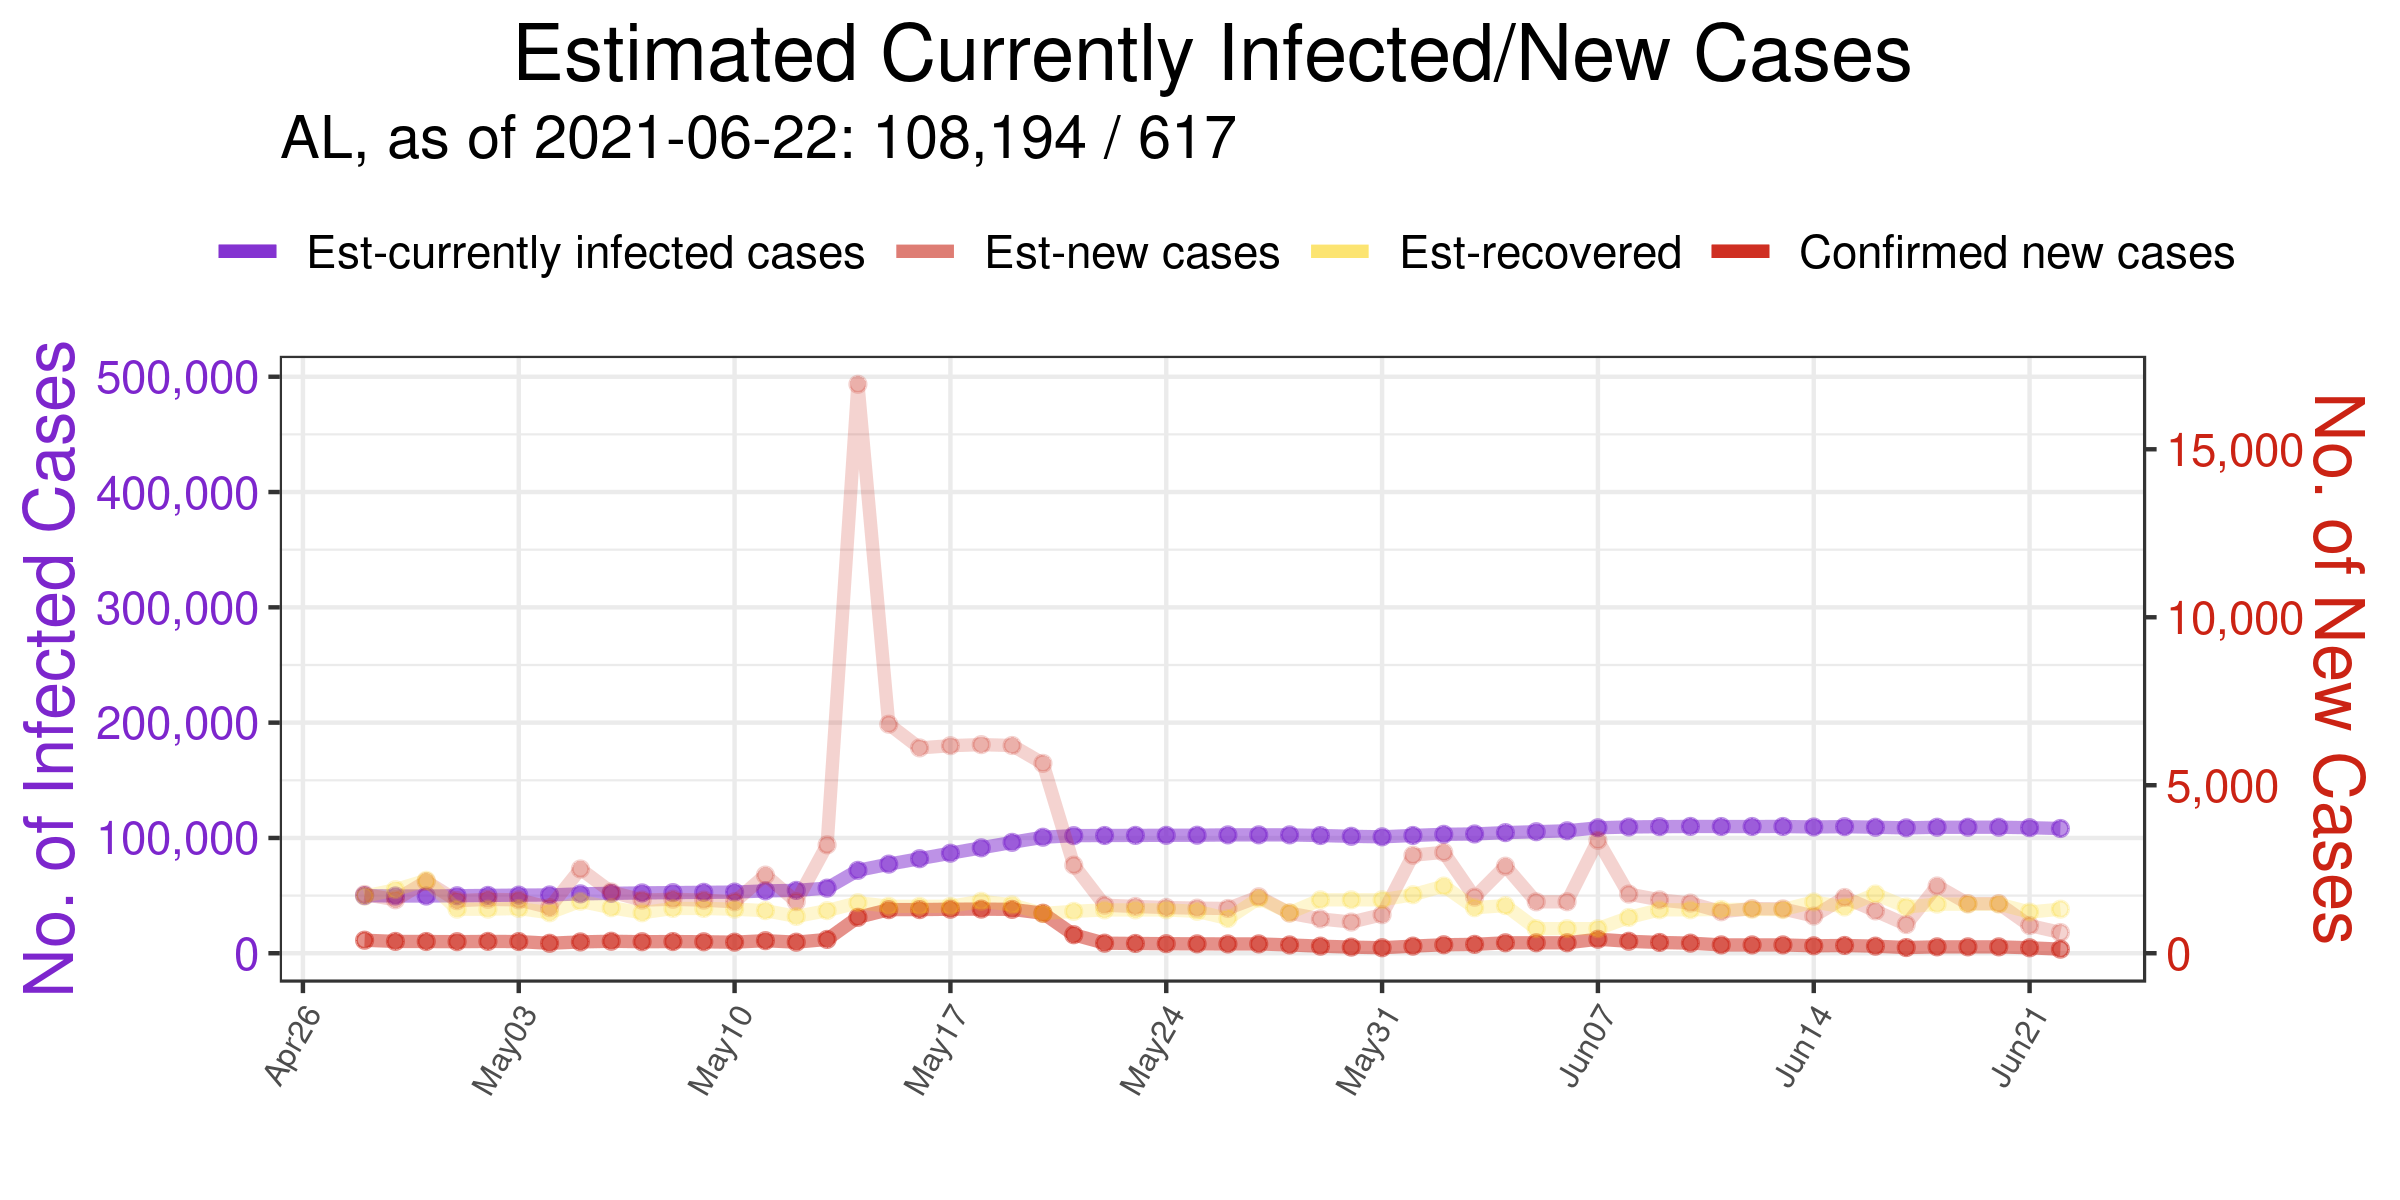 Estimated Currently Infected/New Cases
AL, as of 2021-06-22: 108,194 / 617
Est-currently infected cases Est-new cases Est-recovered Confirmed new cases
No. of Infected Cases
500,000
400,000
300,000
200,000
100,000
0
15,000
10,000
5,000
0
No. of New Cases
Apr26 May03 May10 May17 May24 May31 Jun07 Jun14 Jun21